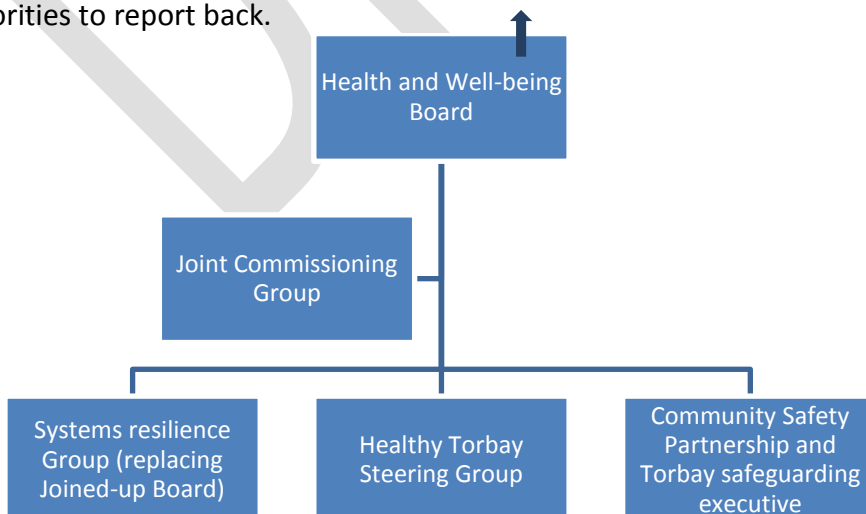 orities to report back.
Health and Well-being
Board
Joint Commissioning
Group
Systems resilience
Group (replacing
Joined-up Board)
Healthy Torbay
Steering Group
Community Safety
Partnership and
Torbay safeguarding
executive